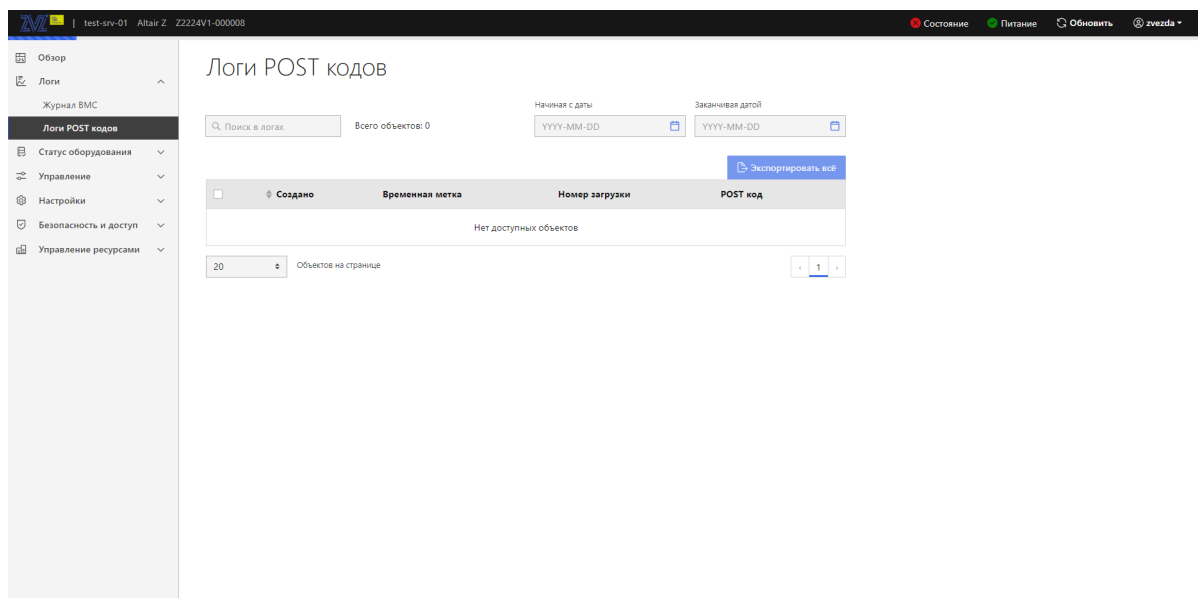 ZVZ | test-srv-01 Altair Z Z2224V1-000008 Состояние Питание Обновить zvezda
Обзор
Логи
Журнал BMC
Логи POST кодов
Статус оборудования
Управление
Настройки
Безопасность и доступ
Управление ресурсами
Логи POST кодов
Начиная с даты Заканчивая датой
Поиск в логах Всего объектов: 0 YYYY-MM-DD YYYY-MM-DD
Экспортировать всё
Создано Временная метка Номер загрузки POST код
Нет доступных объектов
20 Объектов на странице ‹ 1 ›